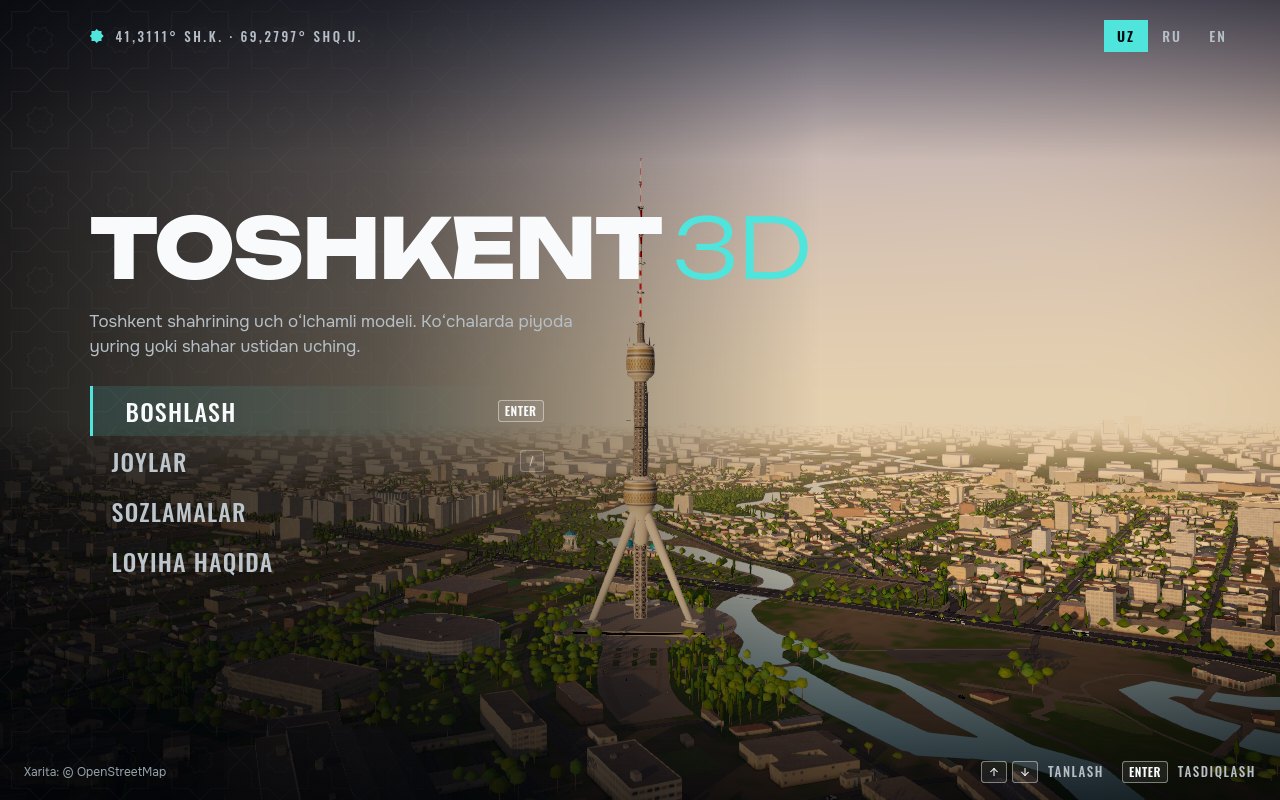 41,3111° SH.K. · 69,2797° SHQ.U.
UZ RU EN
TOSHKENT 3D
Toshkent shahrining uch oʻlchamli modeli. Koʻchalarda piyoda
yuring yoki shahar ustidan uching.
BOSHLASH ENTER
JOYLAR /
SOZLAMALAR
LOYIHA HAQIDA
Xarita: © OpenStreetMap
↑ ↓ TANLASH ENTER TASDIQLASH